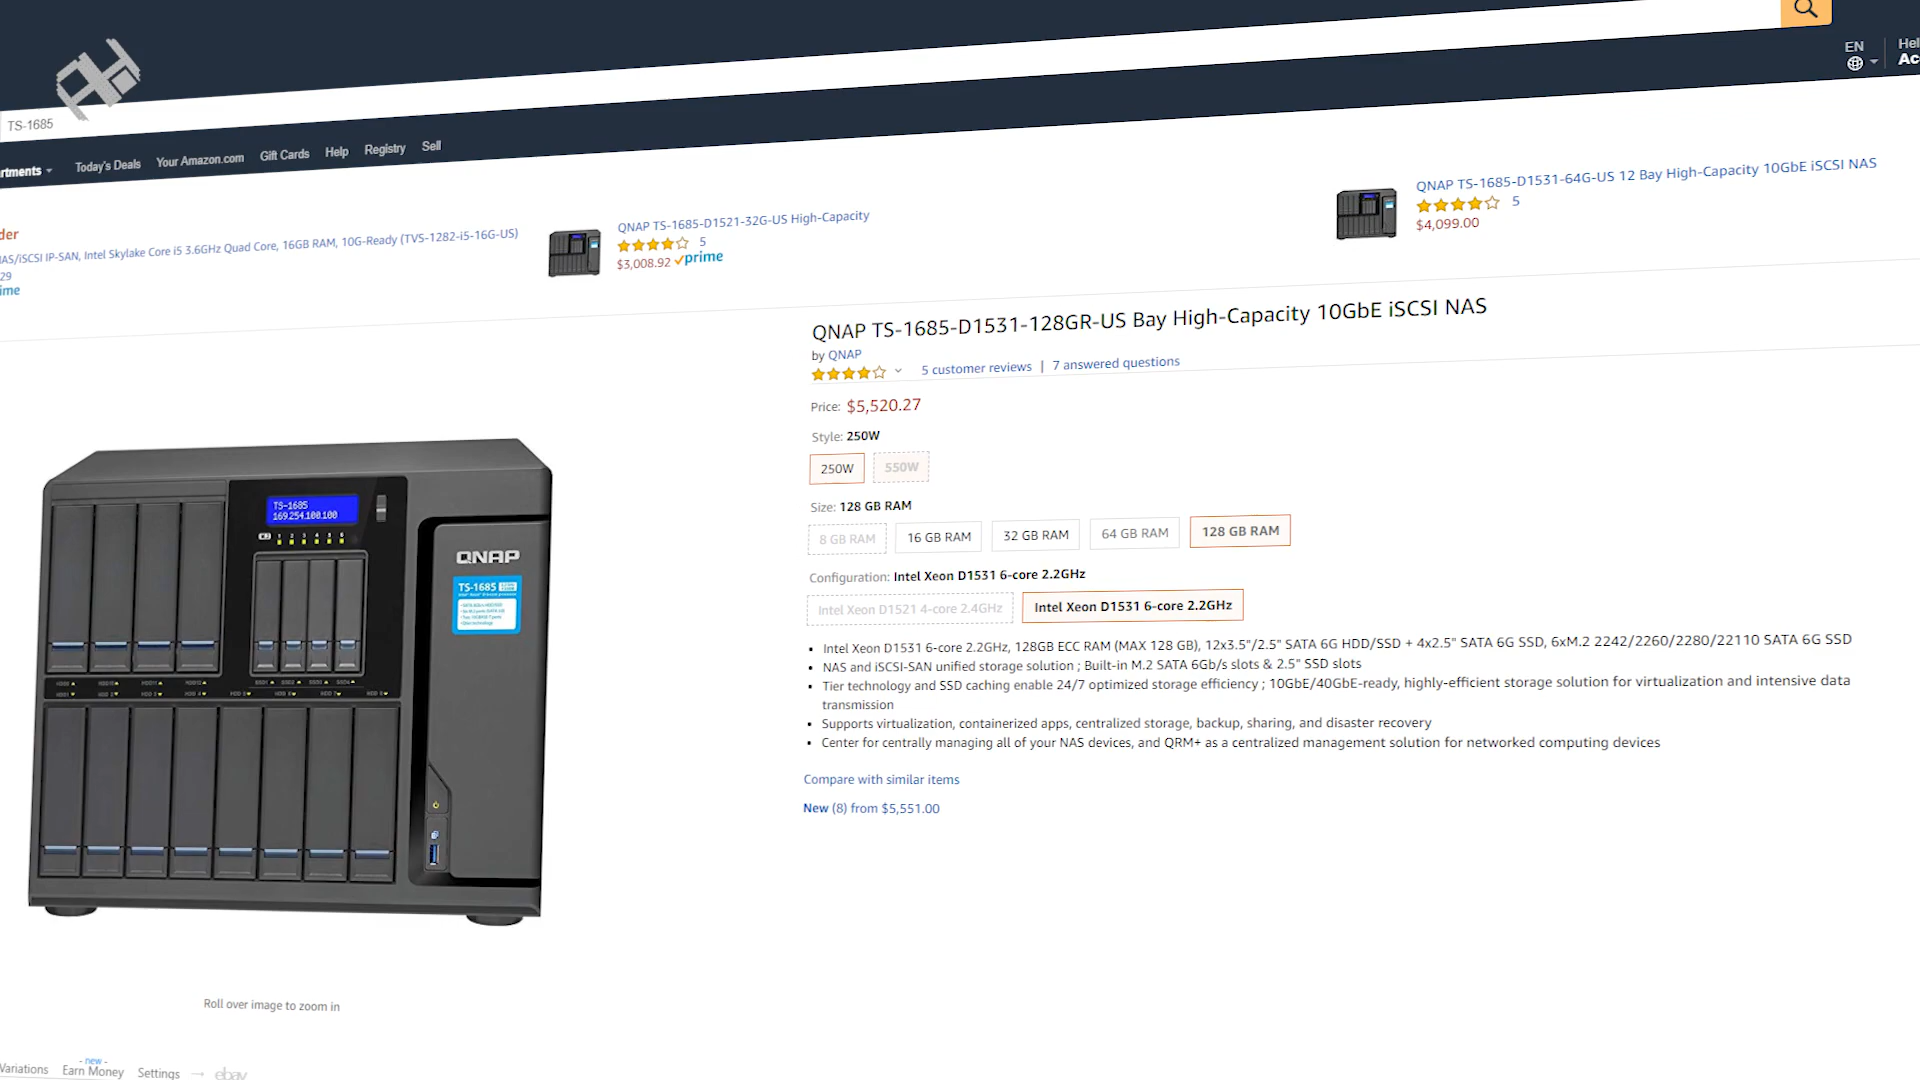 EN
Hel
Ac
TS-1685
rtments
Today's Deals
Your Amazon.com
Gift Cards
Help
Registry
Sell
der
IAS/iSCSI IP-SAN, Intel Skylake Core i5 3.6GHz Quad Core, 16GB RAM, 10G-Ready (TVS-1282-i5-16G-US)
29
ime
QNAP TS-1685-D1521-32G-US High-Capacity
5
$3,008.92 prime
QNAP TS-1685-D1531-64G-US 12 Bay High-Capacity 10GbE iSCSI NAS
5
$4,099.00
QNAP TS-1685-D1531-128GR-US Bay High-Capacity 10GbE iSCSI NAS
by QNAP
5 customer reviews | 7 answered questions
Price: $5,520.27
Style: 250W
250W
550W
Size: 128 GB RAM
8 GB RAM
16 GB RAM
32 GB RAM
64 GB RAM
128 GB RAM
Configuration: Intel Xeon D1531 6-core 2.2GHz
Intel Xeon D1521 4-core 2.4GHz
Intel Xeon D1531 6-core 2.2GHz
• Intel Xeon D1531 6-core 2.2GHz, 128GB ECC RAM (MAX 128 GB), 12x3.5"/2.5" SATA 6G HDD/SSD + 4x2.5" SATA 6G SSD, 6xM.2 2242/2260/2280/22110 SATA 6G SSD
• NAS and iSCSI-SAN unified storage solution ; Built-in M.2 SATA 6Gb/s slots & 2.5" SSD slots
• Tier technology and SSD caching enable 24/7 optimized storage efficiency ; 10GbE/40GbE-ready, highly-efficient storage solution for virtualization and intensive data
transmission
• Supports virtualization, containerized apps, centralized storage, backup, sharing, and disaster recovery
• Center for centrally managing all of your NAS devices, and QRM+ as a centralized management solution for networked computing devices
Compare with similar items
New (8) from $5,551.00
TS-1685
169.254.100.100
QNAP
TS-1685
Roll over image to zoom in
- new -
Variations
Earn Money
Settings
ebay